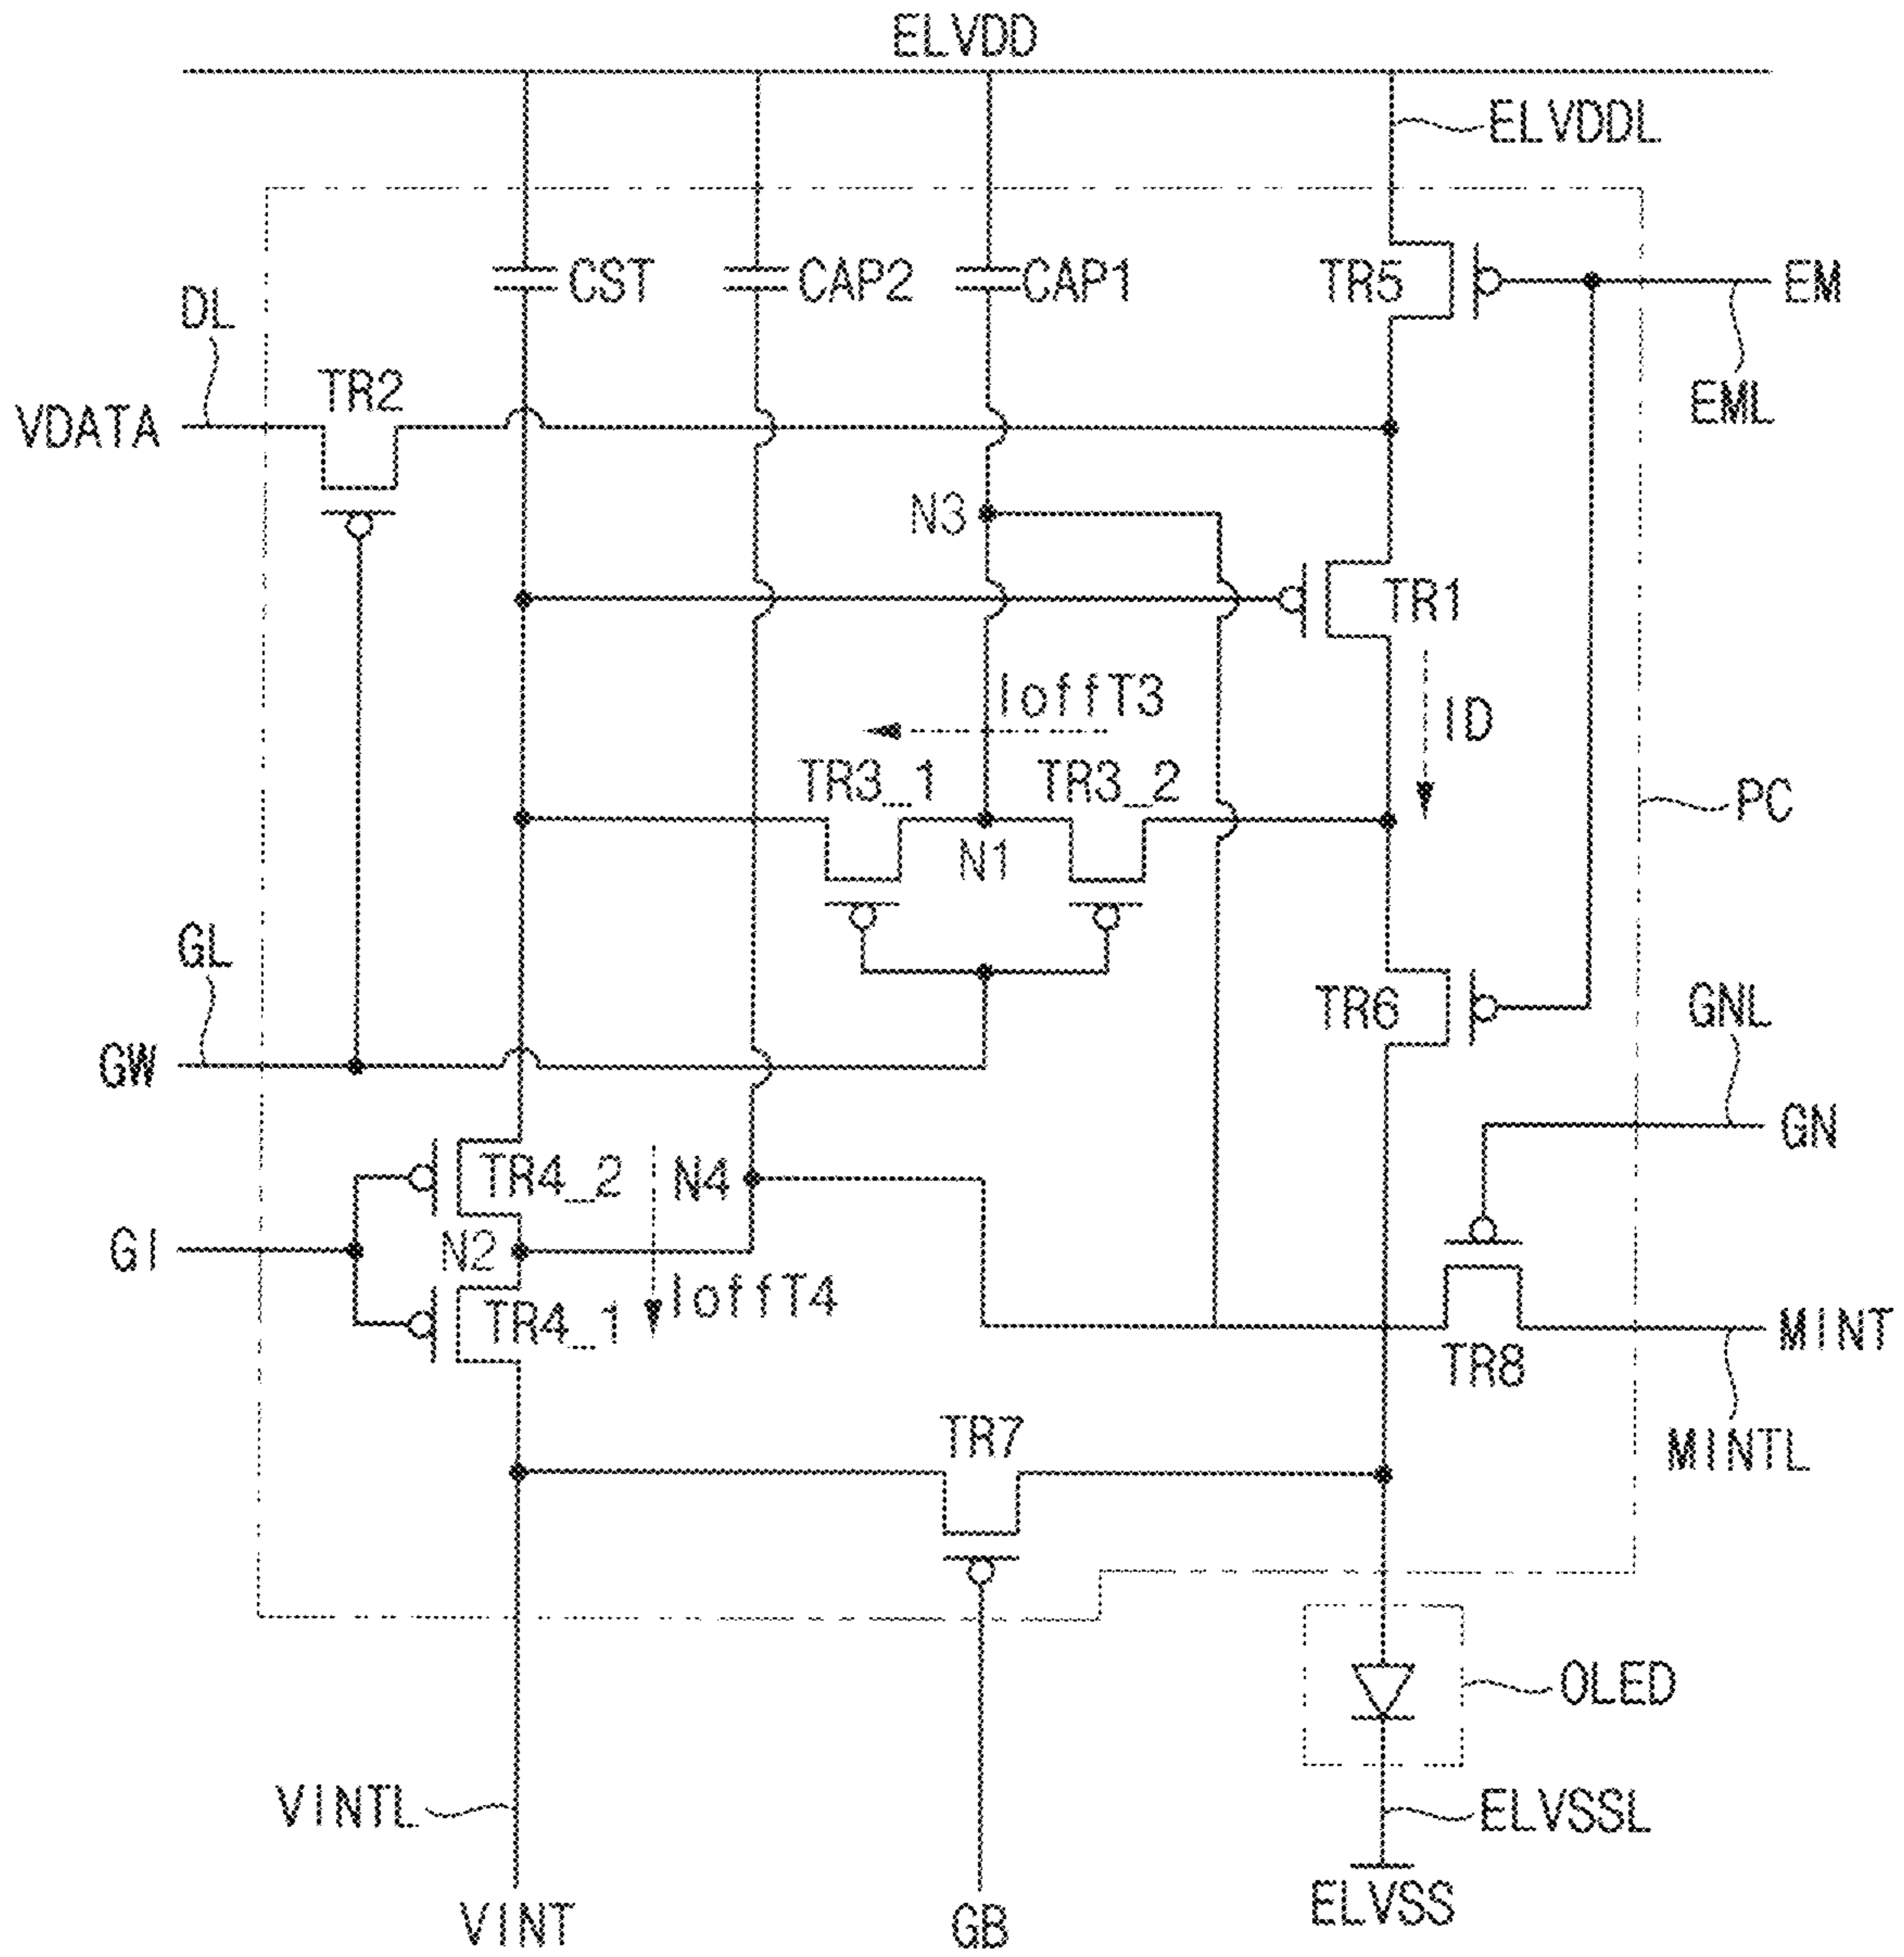 ELVDD
ELVDDL
CST
CAP2
CAP1
TR5
EM
DL
TR2
EML
VDATA
N3
TR1
IoffT3
ID
TR3_1
TR3_2
PC
N1
GL
TR6
GNL
GW
GN
TR4_2
N4
GI
N2
IoffT4
TR4_1
MINT
TR8
TR7
MINTL
OLED
VINTL
ELVSSL
ELVSS
VINT
GB